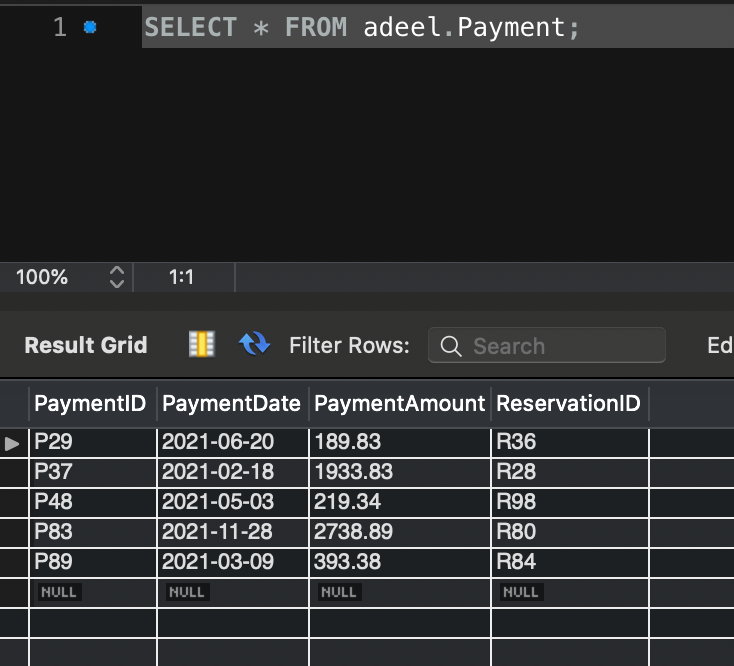 1 SELECT * FROM adeel.Payment;
100% 1:1
Result Grid Filter Rows: Search Ed
PaymentID PaymentDate PaymentAmount ReservationID
P29 2021-06-20 189.83 R36
P37 2021-02-18 1933.83 R28
P48 2021-05-03 219.34 R98
P83 2021-11-28 2738.89 R80
P89 2021-03-09 393.38 R84
NULL NULL NULL NULL